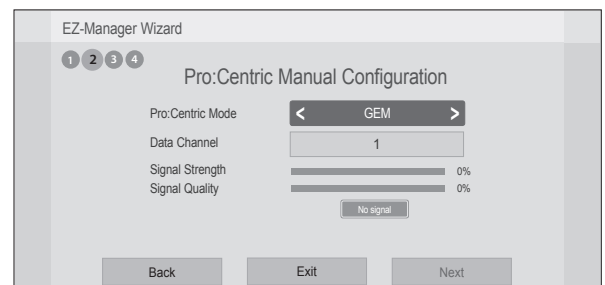 EZ-Manager Wizard
1 2 3 4
Pro:Centric Manual Configuration
Pro:Centric Mode < GEM >
Data Channel 1
Signal Strength 0%
Signal Quality 0%
No signal
Back Exit Next